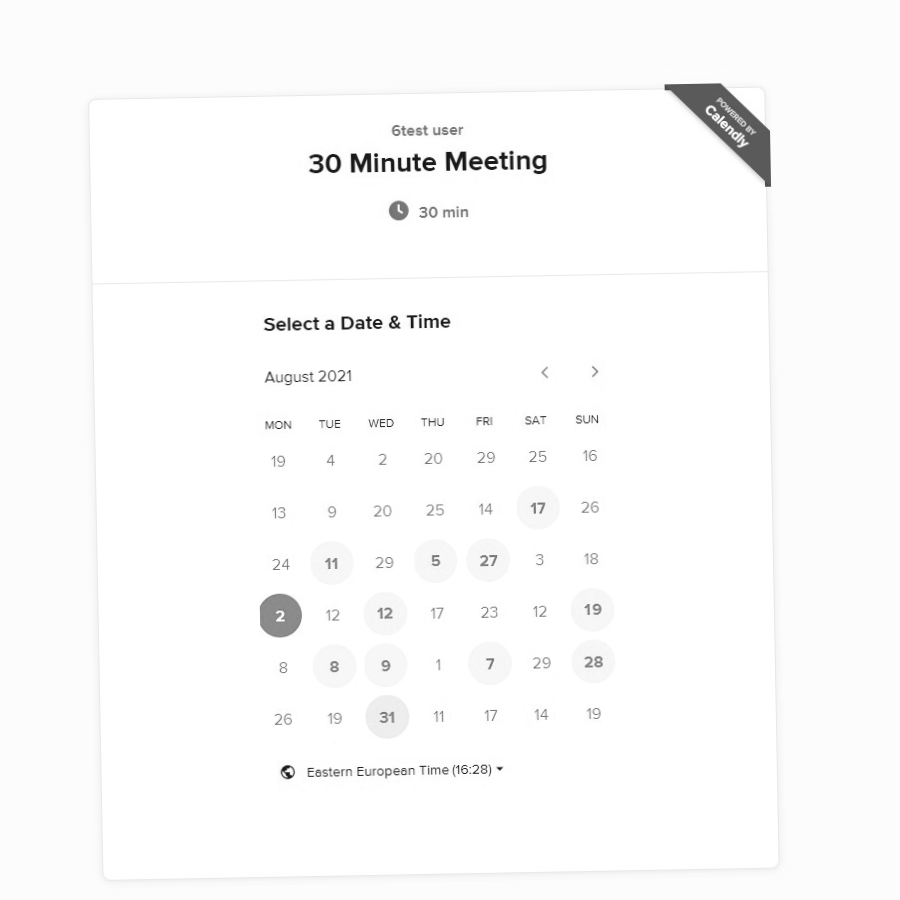 POWERED BY
Calendly
6test user
30 Minute Meeting
30 min
Select a Date & Time
August 2021
MON TUE WED THU FRI SAT SUN
19 4 2 20 29 25 16
13 9 20 25 14 17 26
24 11 29 5 27 3 18
2 12 12 17 23 12 19
8 8 9 1 7 29 28
26 19 31 11 17 14 19
Eastern European Time (16:28)